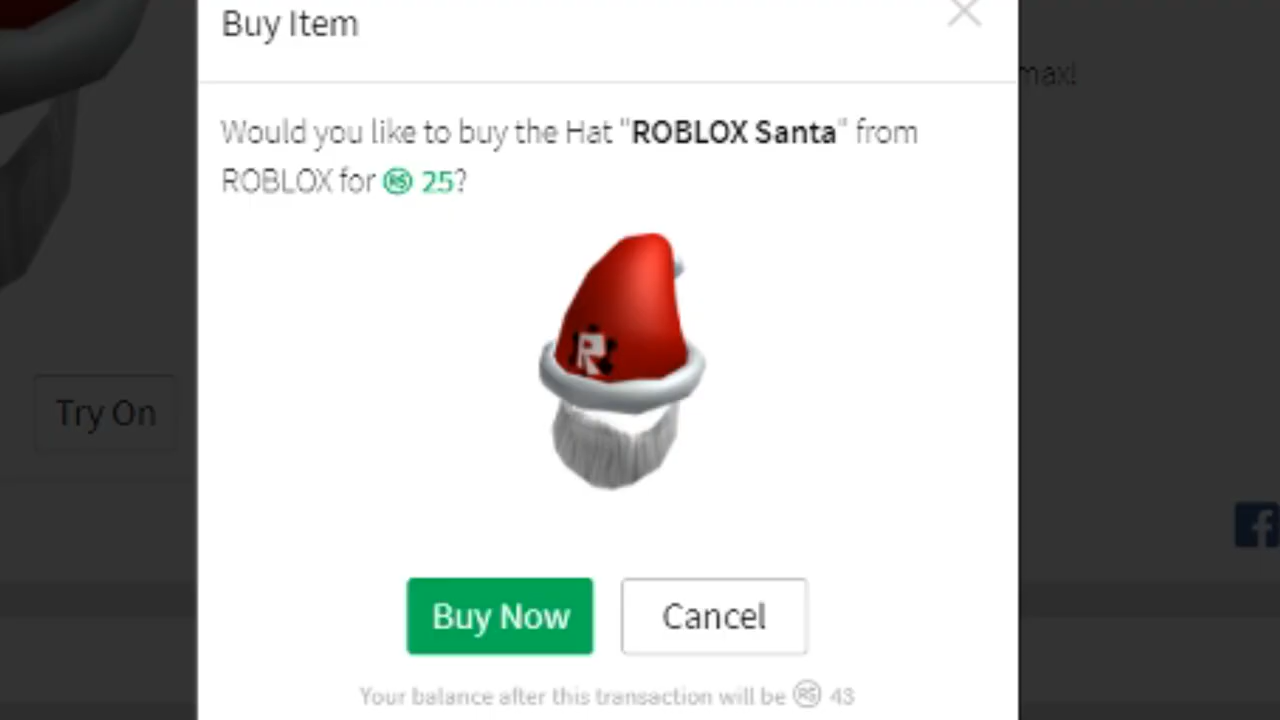 Buy Item
max!
Would you like to buy the Hat "ROBLOX Santa" from
ROBLOX for R$ 25?
R
Try On
f
Buy Now
Cancel
Your balance after this transaction will be R$ 43